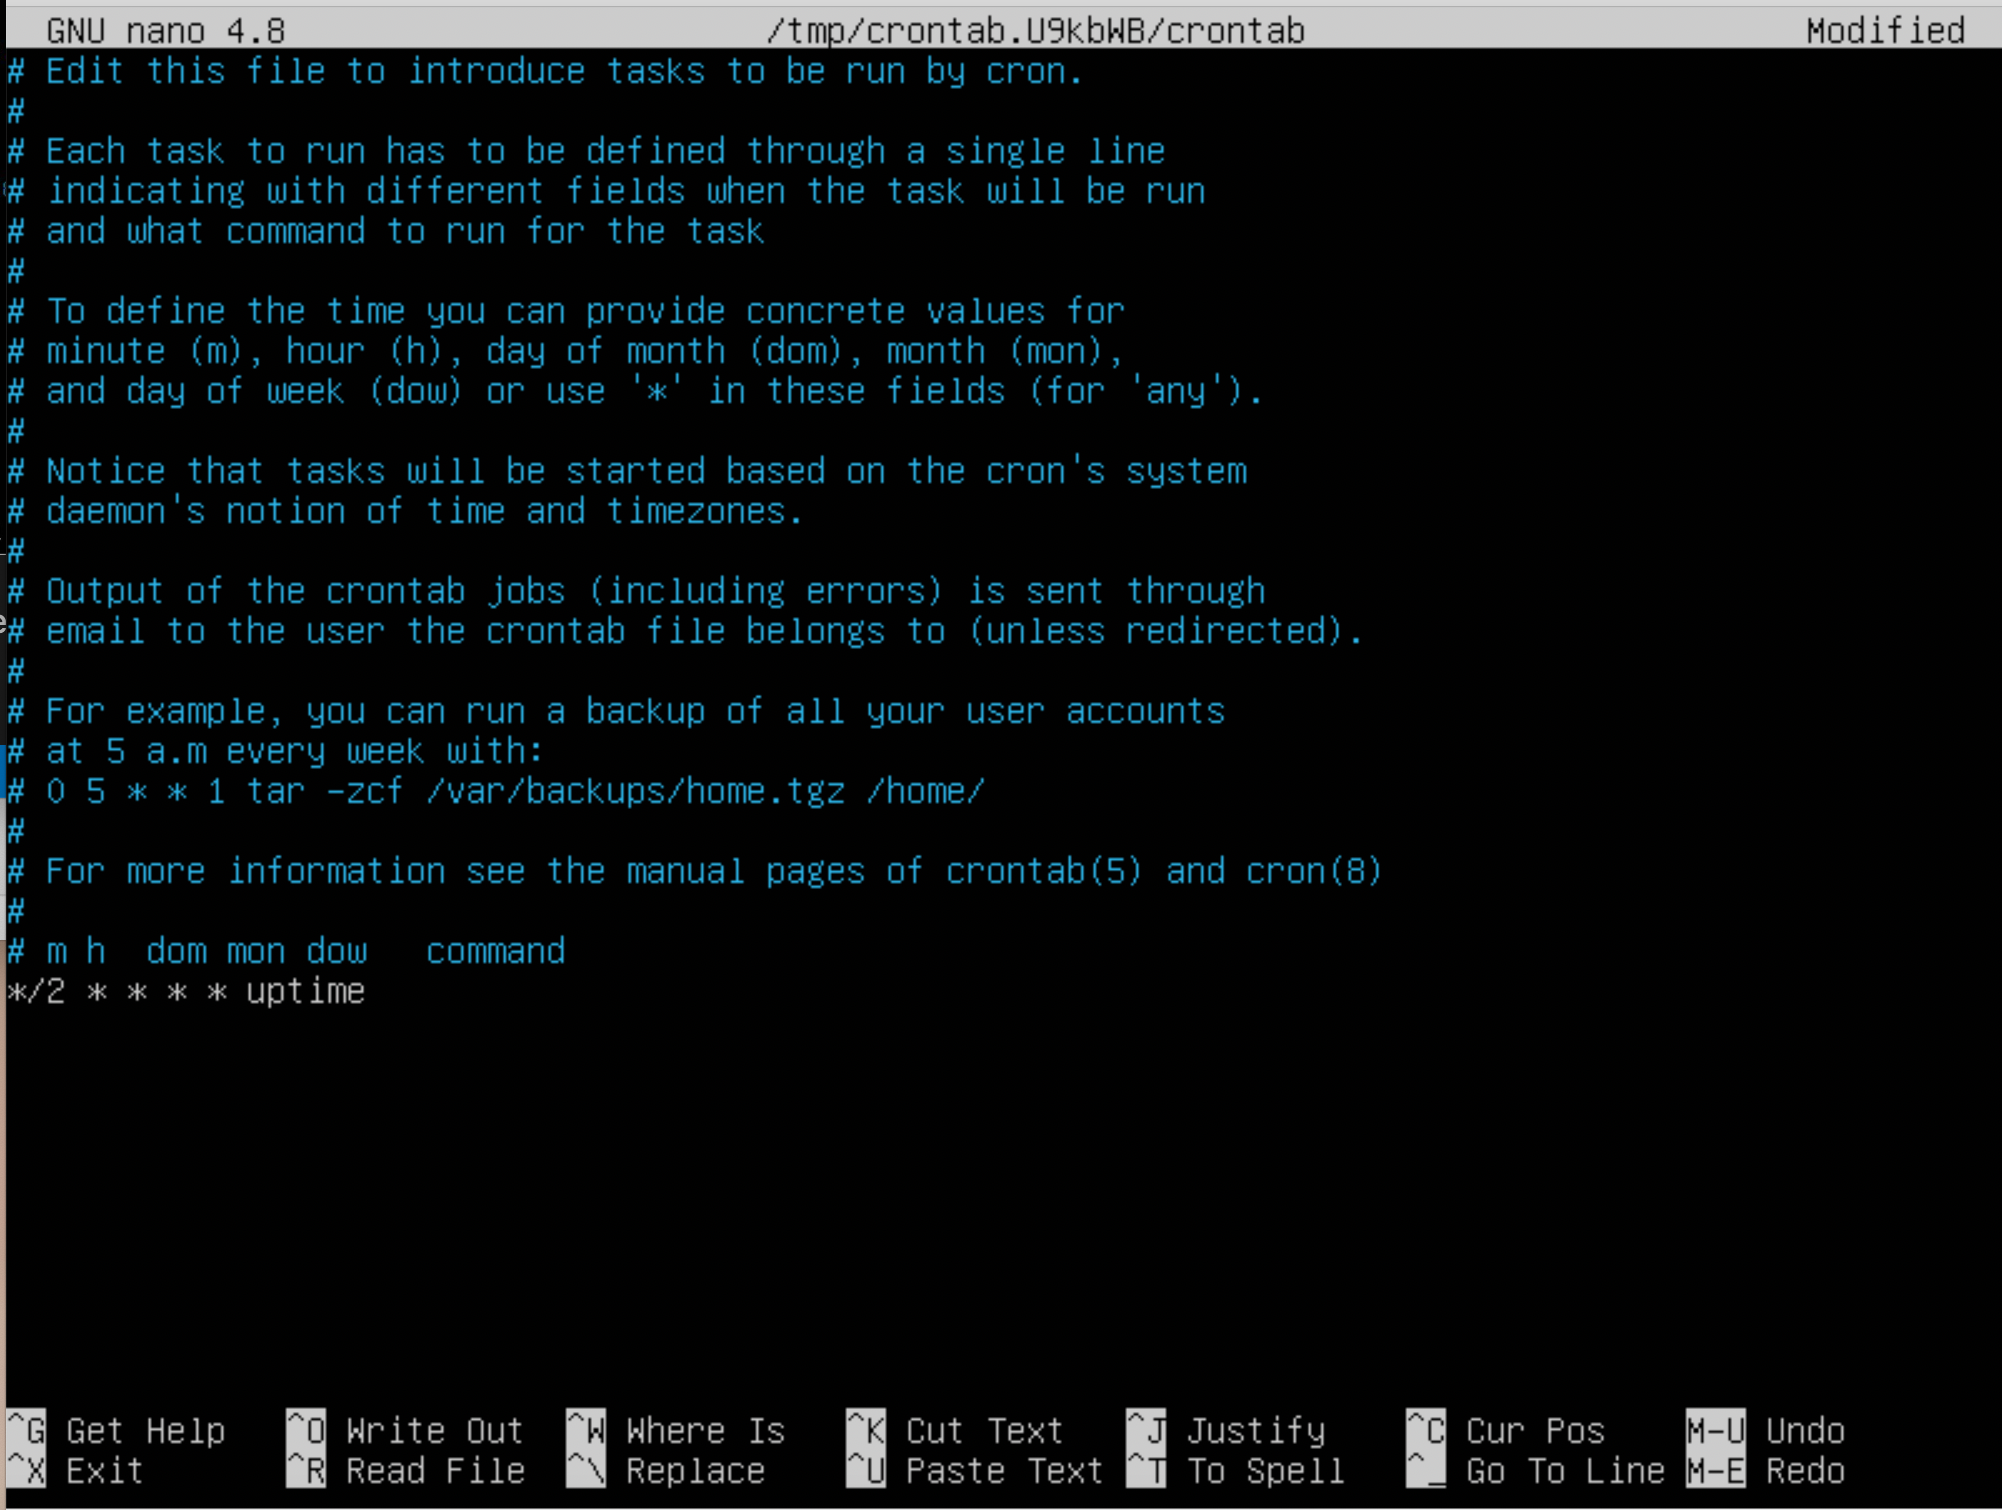 GNU nano 4.8 /tmp/crontab.U9kbWB/crontab Modified
# Edit this file to introduce tasks to be run by cron.
#
# Each task to run has to be defined through a single line
# indicating with different fields when the task will be run
# and what command to run for the task
#
# To define the time you can provide concrete values for
# minute (m), hour (h), day of month (dom), month (mon),
# and day of week (dow) or use '*' in these fields (for 'any').
#
# Notice that tasks will be started based on the cron's system
# daemon's notion of time and timezones.
#
# Output of the crontab jobs (including errors) is sent through
# email to the user the crontab file belongs to (unless redirected).
#
# For example, you can run a backup of all your user accounts
# at 5 a.m every week with:
# 0 5 * * 1 tar -zcf /var/backups/home.tgz /home/
#
# For more information see the manual pages of crontab(5) and cron(8)
#
# m h  dom mon dow   command
*/2 * * * * uptime
^G Get Help ^O Write Out ^W Where Is ^K Cut Text ^J Justify ^C Cur Pos M-U Undo
^X Exit ^R Read File ^\ Replace ^U Paste Text ^T To Spell ^_ Go To Line M-E Redo